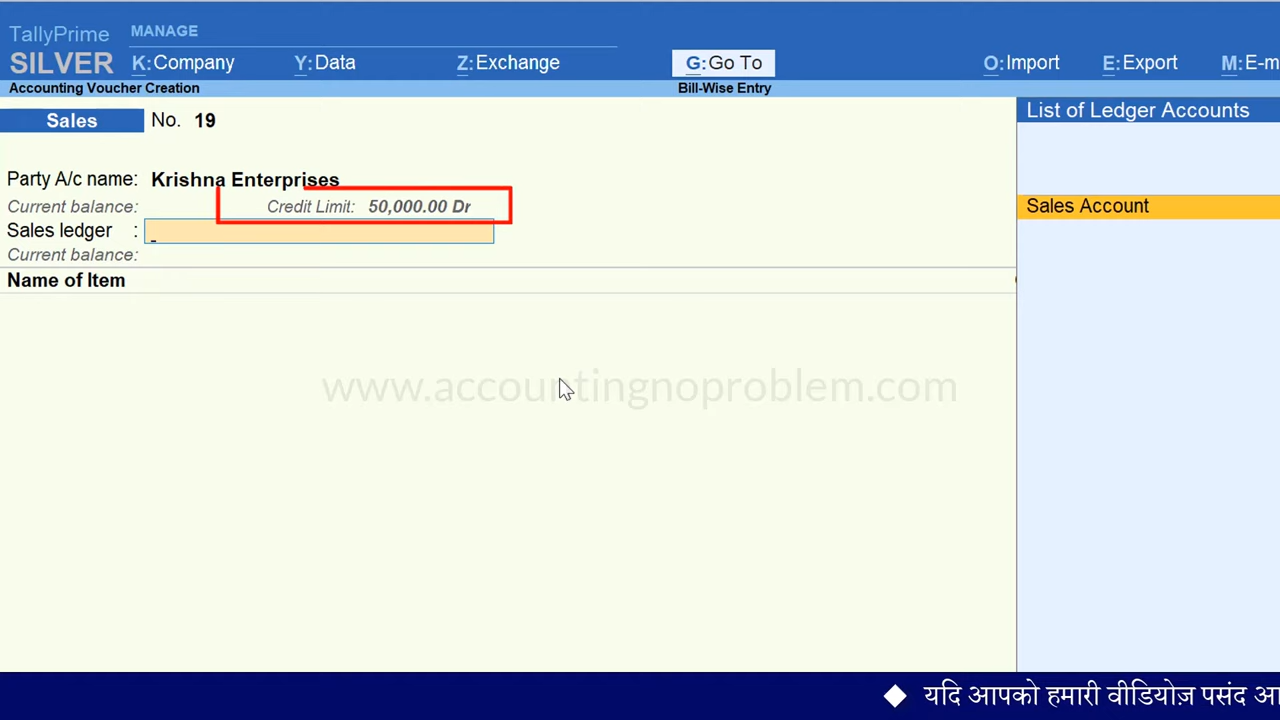 TallyPrime
MANAGE
SILVER
K:Company
Y:Data
Z:Exchange
G:Go To
O:Import
E:Export
M:E-m
Accounting Voucher Creation
Bill-Wise Entry
Sales
No. 19
List of Ledger Accounts
Party A/c name: Krishna Enterprises
Current balance:
Credit Limit: 50,000.00 Dr
Sales Account
Sales ledger :
Current balance:
Name of Item
www.accountingnoproblem.com
◆ यदि आपको हमारी वीडियोज़ पसंद आ